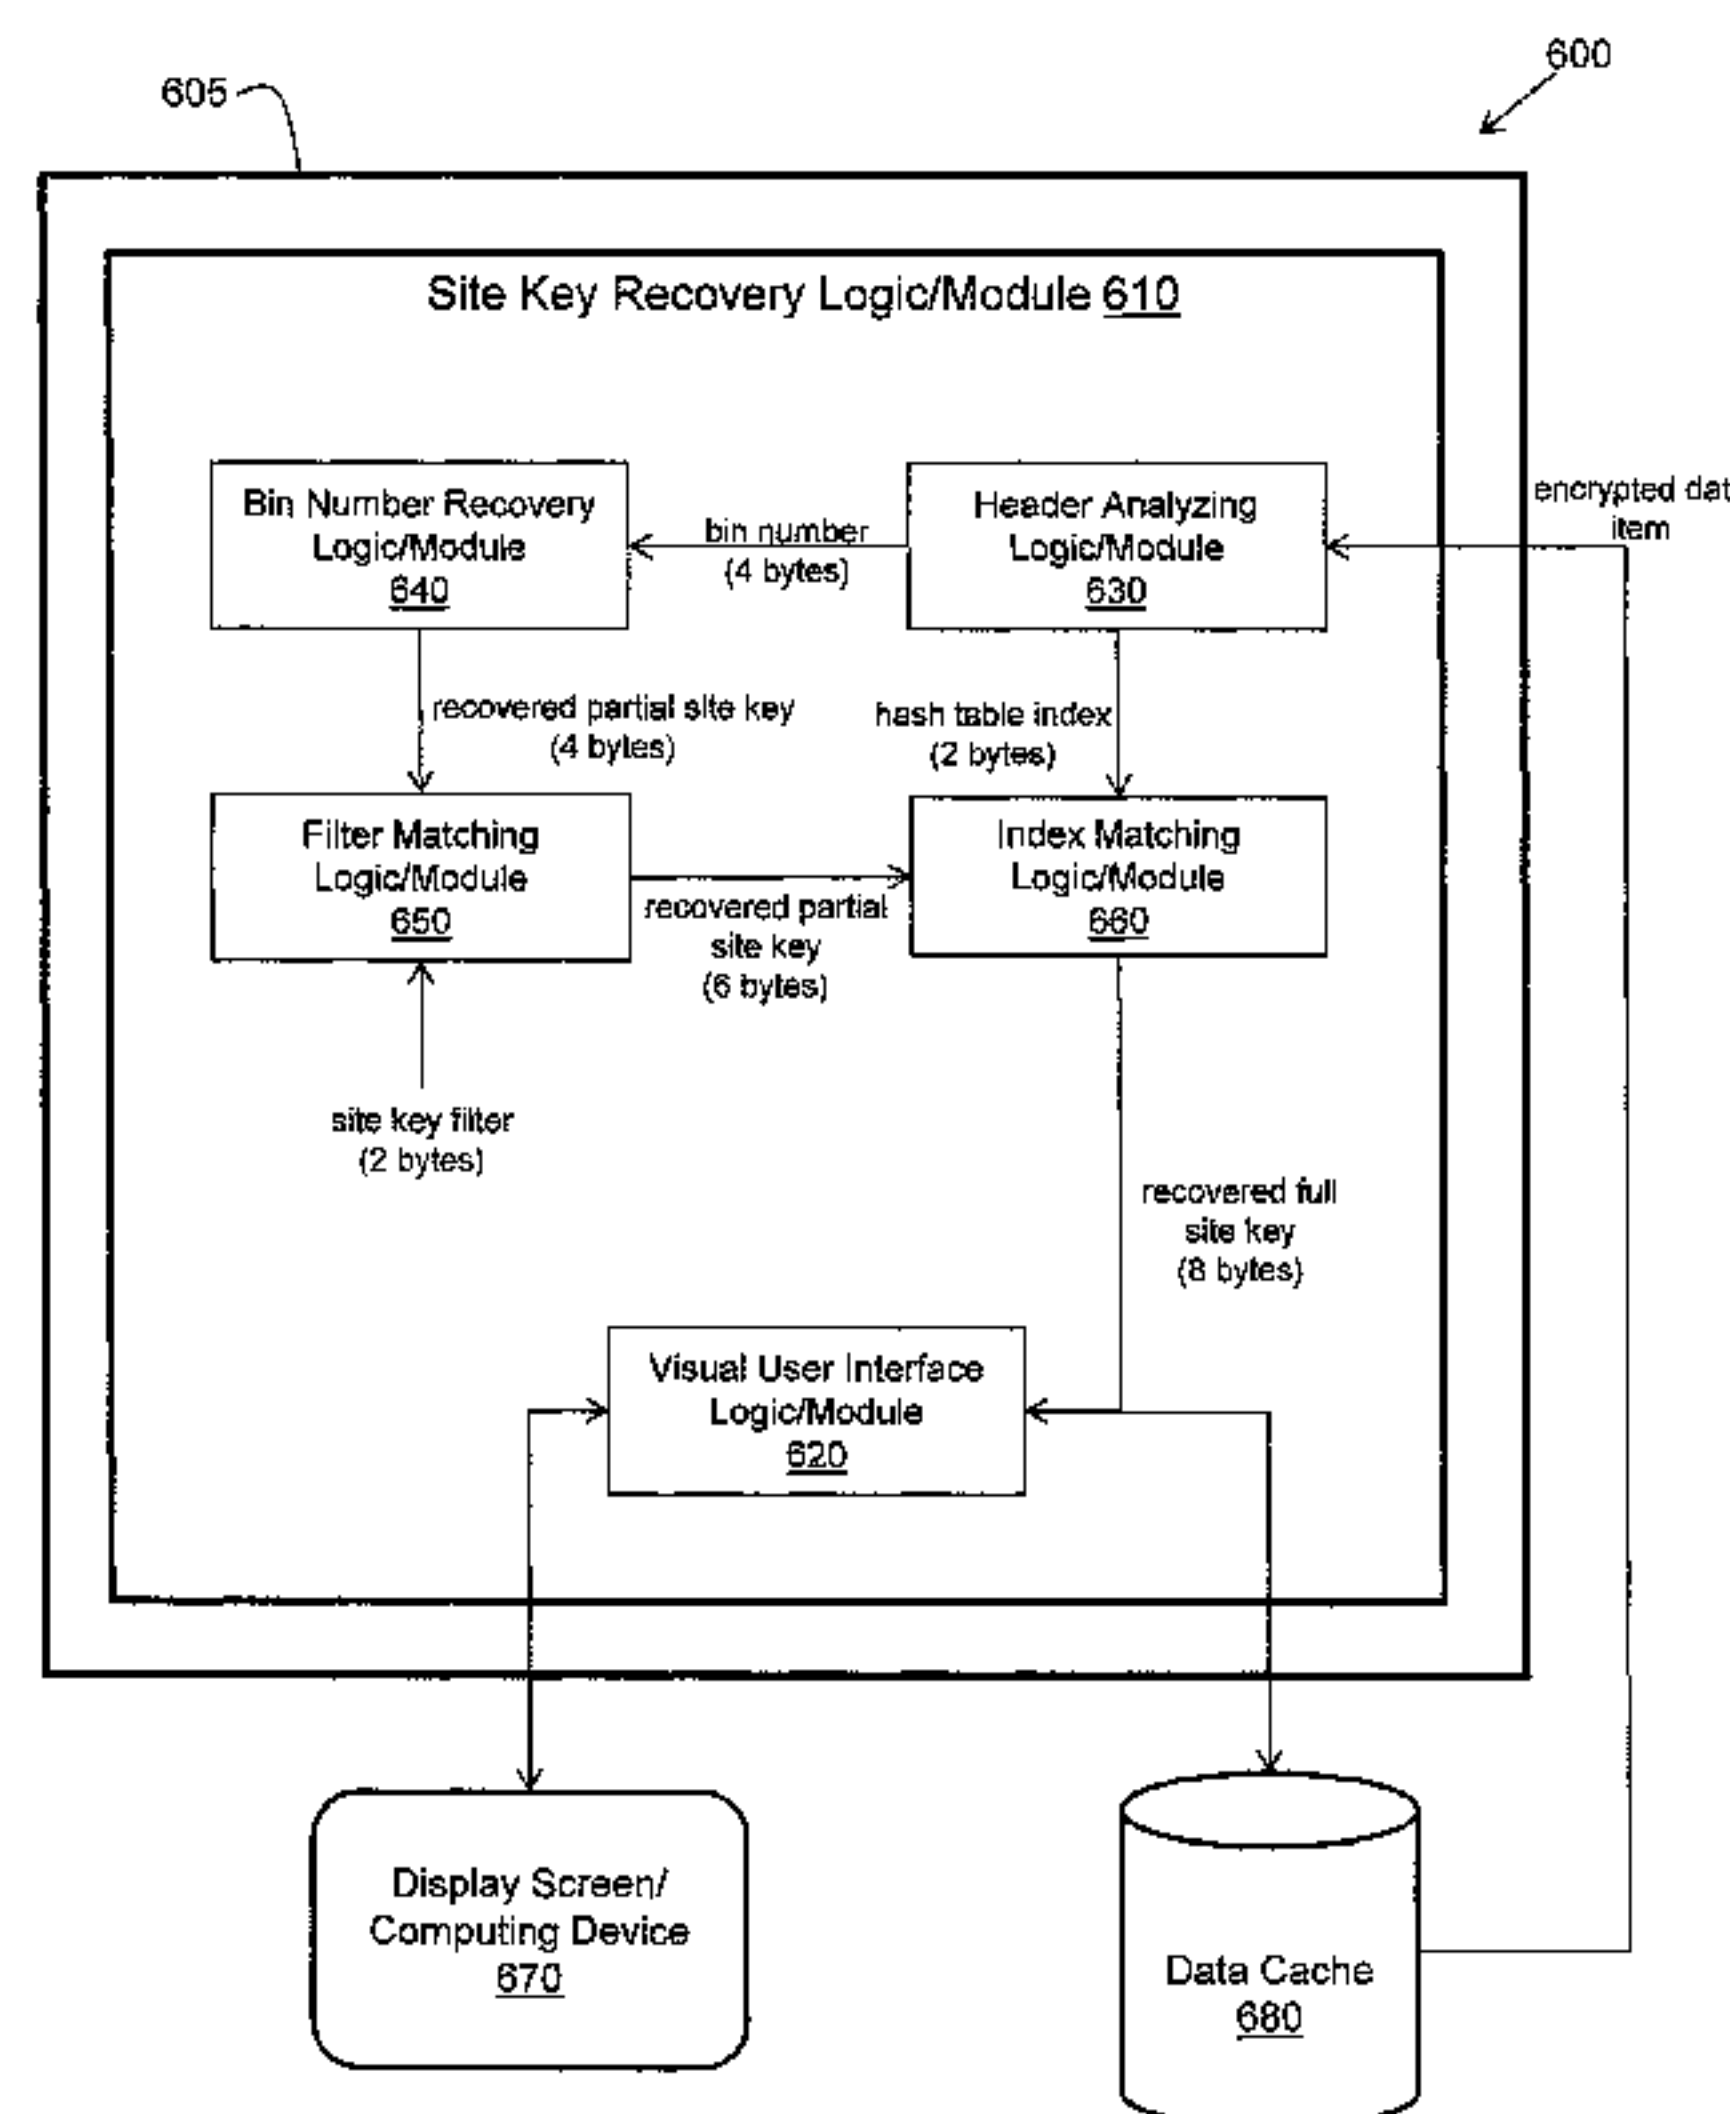 600
605
Site Key Recovery Logic/Module 610
encrypted dat
item
Bin Number Recovery
Logic/Module
640
bin number
(4 bytes)
Header Analyzing
Logic/Module
630
recovered partial site key
(4 bytes)
hash table index
(2 bytes)
Filter Matching
Logic/Module
650
recovered partial
site key
(6 bytes)
Index Matching
Logic/Module
660
site key filter
(2 bytes)
recovered full
site key
(8 bytes)
Visual User Interface
Logic/Module
620
Display Screen/
Computing Device
670
Data Cache
680